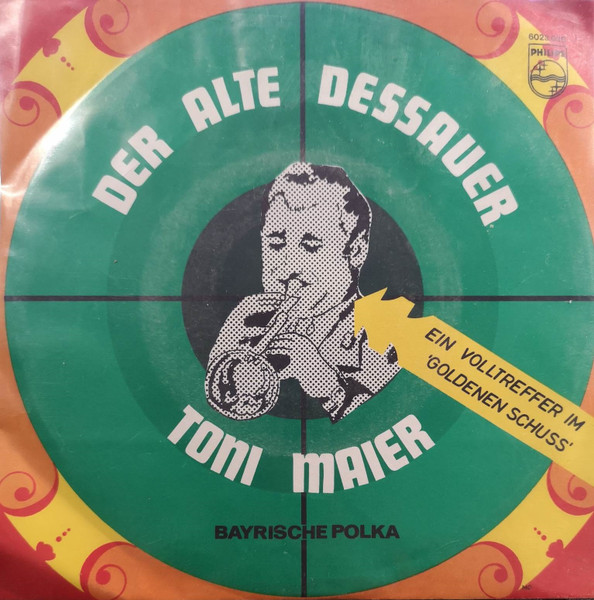 PHILIPS
DER ALTE DESSAUER
EIN VOLLTREFFER IM
'GOLDENEN SCHUSS'
TONI MAIER
BAYRISCHE POLKA